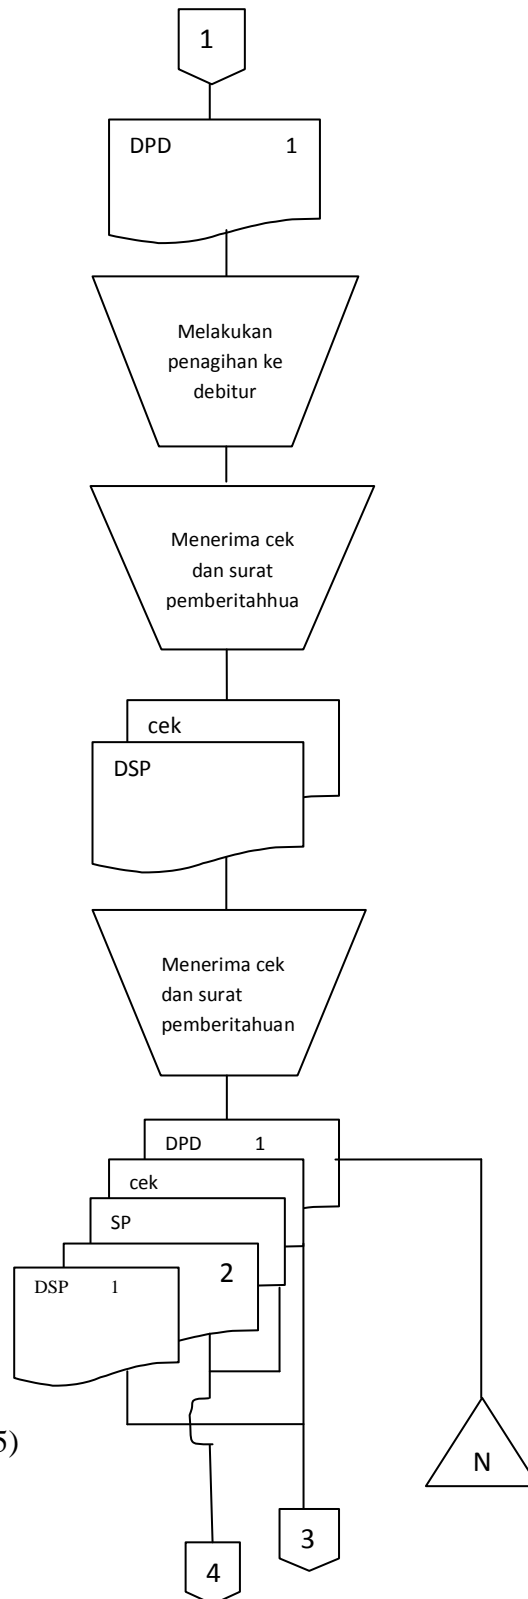 1
DPD 1
Melakukan
penagihan ke
debitur
Menerima cek
dan surat
pemberitahhua
cek
DSP
Menerima cek
dan surat
pemberitahuan
DPD 1
cek
SP
2
DSP 1
5)
N
3
4